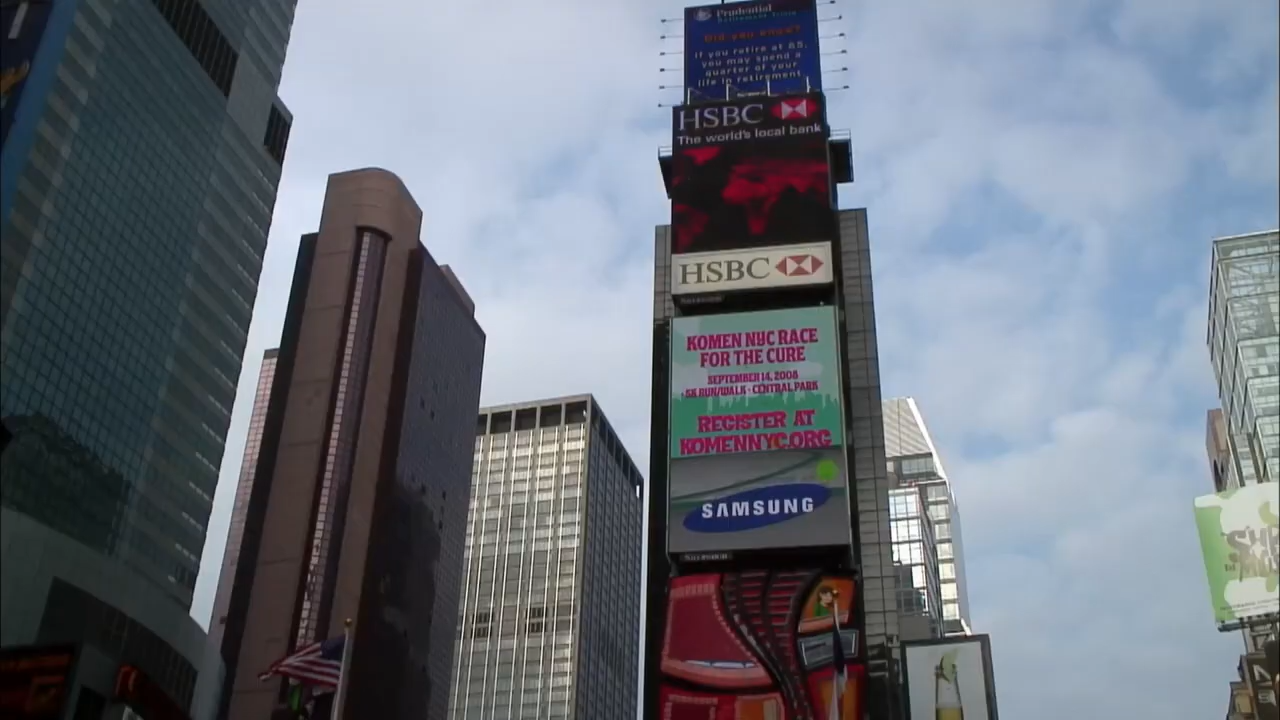 Prudential
Did you know?
If you retire at 65,
you may spend a
quarter of your
life in retirement
HSBC
The world's local bank
HSBC
KOMEN NYC RACE
FOR THE CURE
SEPTEMBER 14, 2008
5K RUN/WALK - CENTRAL PARK
REGISTER AT
KOMENNYC.ORG
SAMSUNG